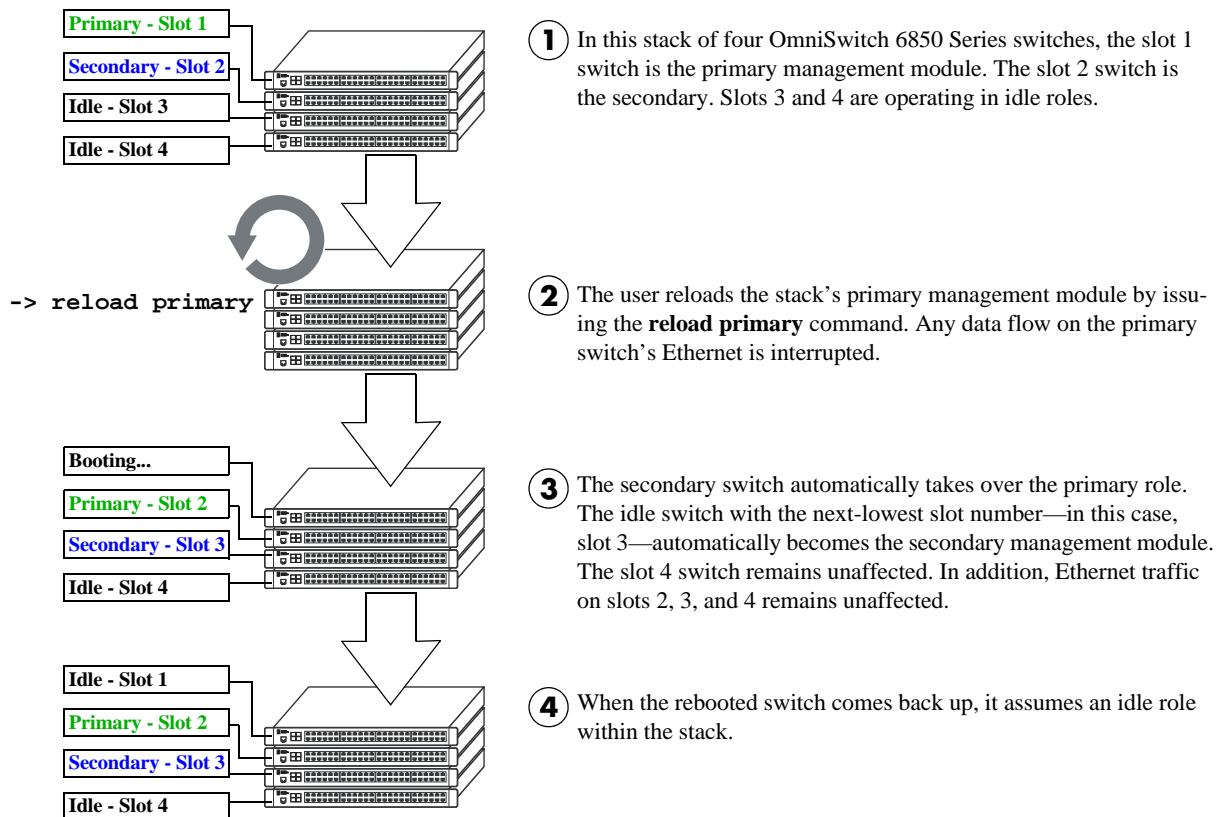 Primary - Slot 1
Secondary - Slot 2
Idle - Slot 3
Idle - Slot 4
1 In this stack of four OmniSwitch 6850 Series switches, the slot 1
switch is the primary management module. The slot 2 switch is
the secondary. Slots 3 and 4 are operating in idle roles.
-> reload primary
2 The user reloads the stack’s primary management module by issu-
ing the reload primary command. Any data flow on the primary
switch’s Ethernet is interrupted.
Booting...
Primary - Slot 2
Secondary - Slot 3
Idle - Slot 4
3 The secondary switch automatically takes over the primary role.
The idle switch with the next-lowest slot number—in this case,
slot 3—automatically becomes the secondary management module.
The slot 4 switch remains unaffected. In addition, Ethernet traffic
on slots 2, 3, and 4 remains unaffected.
Idle - Slot 1
Primary - Slot 2
Secondary - Slot 3
Idle - Slot 4
4 When the rebooted switch comes back up, it assumes an idle role
within the stack.